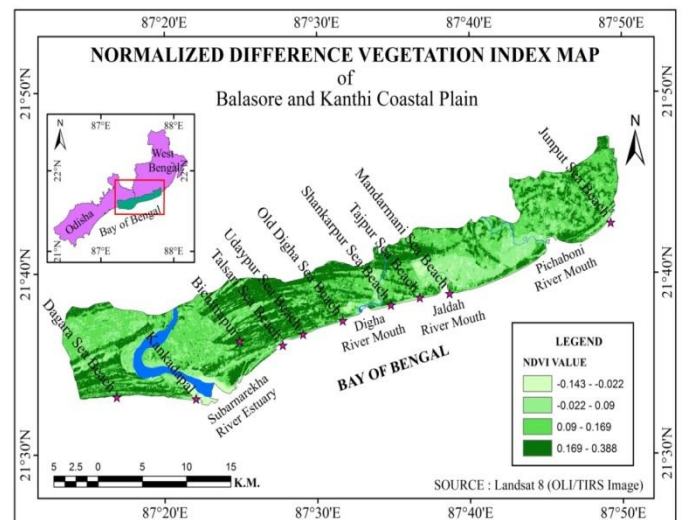 87°20'E 87°30'E 87°40'E 87°50'E
NORMALIZED DIFFERENCE VEGETATION INDEX MAP
of
Balasore and Kanthi Coastal Plain
21°50'N
21°40'N
21°30'N
21°50'N
21°40'N
21°30'N
87°E 88°E
N
22°N
21°N
22°N
21°N
West
Bengal
Odisha
Bay of Bengal
87°E 88°E
N
Dagara Sea Beach
Kankadapal
Bichitrapur
Talsari Sea Beach
Udaypur Sea Beach
Old Digha Sea Beach
Shankarpur Sea Beach
Tajpur Sea Beach
Mandarmani Sea Beach
Junput Sea Beach
Subarnarekha
River Estuary
Digha
River Mouth
Jaldah
River Mouth
Pichaboni
River Mouth
BAY OF BENGAL
LEGEND
NDVI VALUE
-0.143 - -0.022
-0.022 - 0.09
0.09 - 0.169
0.169 - 0.388
5 2.5 0 5 10 15
K.M.
SOURCE : Landsat 8 (OLI/TIRS Image)
87°20'E 87°30'E 87°40'E 87°50'E